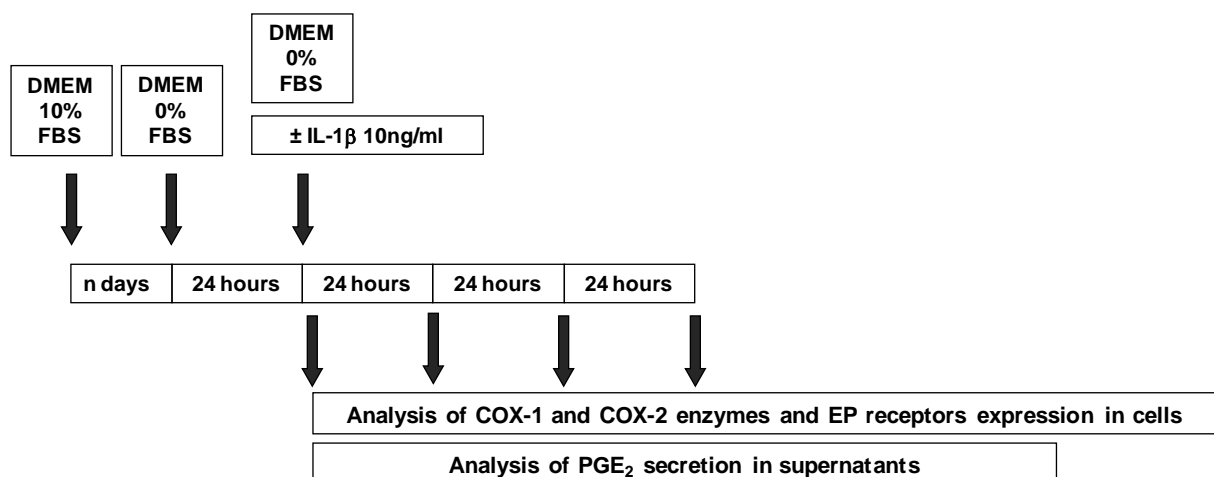 DMEM
10%
FBS
DMEM
0%
FBS
DMEM
0%
FBS
± IL-1β 10ng/ml
n days
24 hours
24 hours
24 hours
24 hours
Analysis of COX-1 and COX-2 enzymes and EP receptors expression in cells
Analysis of PGE₂ secretion in supernatants